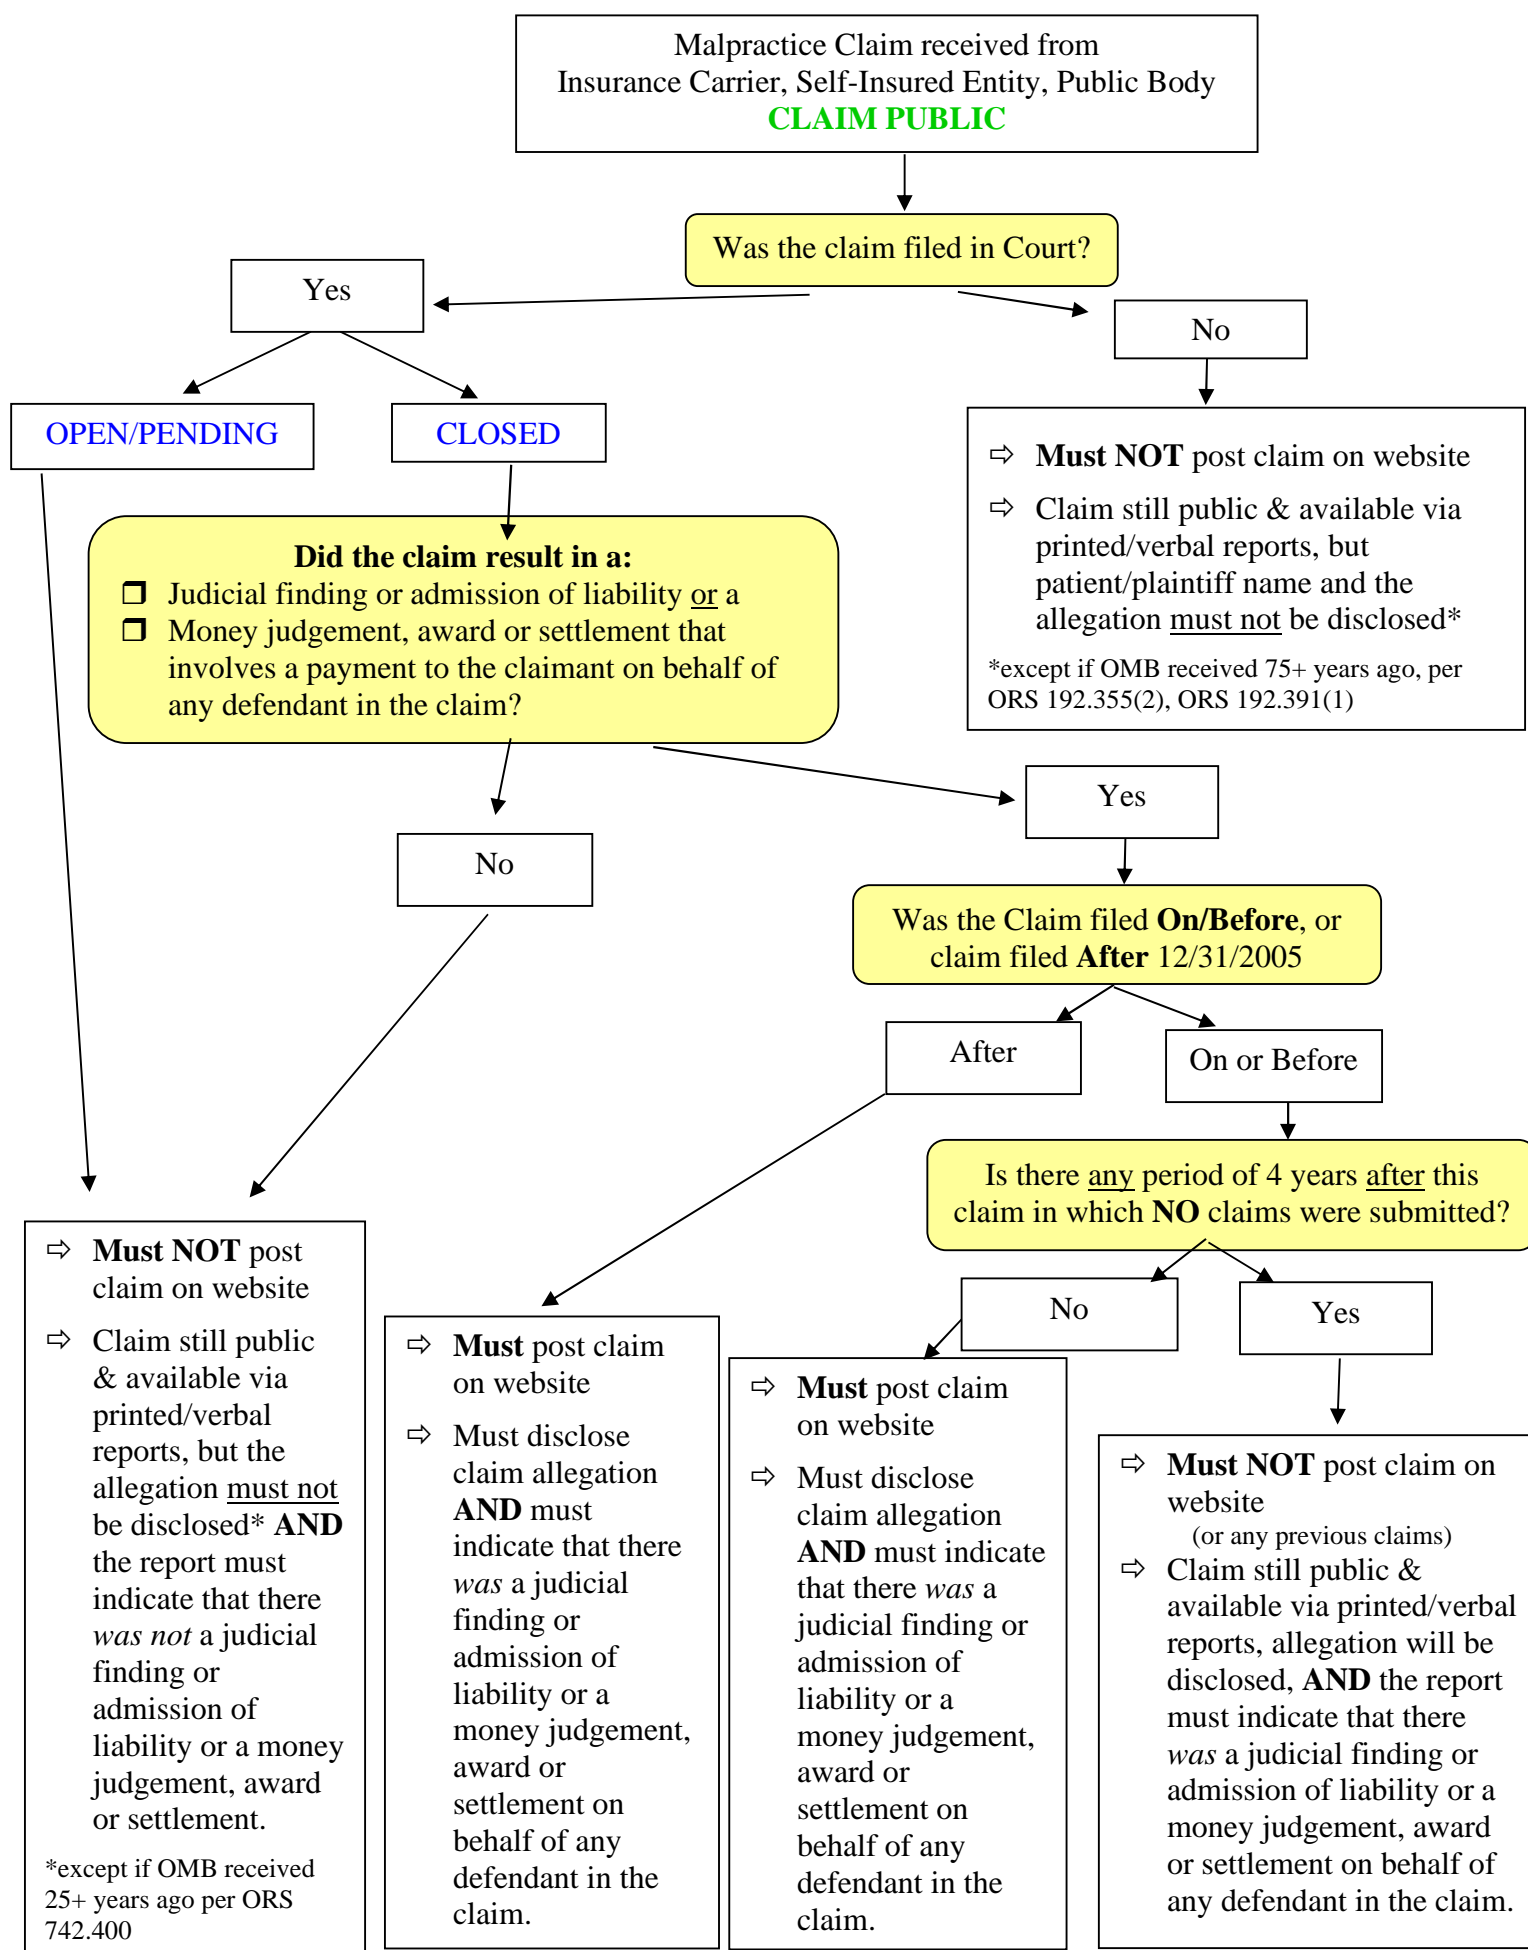 Malpractice Claim received from
Insurance Carrier, Self-Insured Entity, Public Body
CLAIM PUBLIC
Was the claim filed in Court?
Yes
No
OPEN/PENDING
CLOSED
⇨ Must NOT post claim on website
⇨ Claim still public & available via
printed/verbal reports, but
patient/plaintiff name and the
allegation must not be disclosed*
*except if OMB received 75+ years ago, per
ORS 192.355(2), ORS 192.391(1)
Did the claim result in a:
❒ Judicial finding or admission of liability or a
❒ Money judgement, award or settlement that
involves a payment to the claimant on behalf of
any defendant in the claim?
No
Yes
Was the Claim filed On/Before, or
claim filed After 12/31/2005
After
On or Before
Is there any period of 4 years after this
claim in which NO claims were submitted?
No
Yes
⇨ Must NOT post
claim on website
⇨ Claim still public
& available via
printed/verbal
reports, but the
allegation must not
be disclosed* AND
the report must
indicate that there
was not a judicial
finding or
admission of
liability or a money
judgement, award
or settlement.
*except if OMB received
25+ years ago per ORS
742.400
⇨ Must post claim
on website
⇨ Must disclose
claim allegation
AND must
indicate that there
was a judicial
finding or
admission of
liability or a
money judgement,
award or
settlement on
behalf of any
defendant in the
claim.
⇨ Must post claim
on website
⇨ Must disclose
claim allegation
AND must indicate
that there was a
judicial finding or
admission of
liability or a
money judgement,
award or
settlement on
behalf of any
defendant in the
claim.
⇨ Must NOT post claim on
website
(or any previous claims)
⇨ Claim still public &
available via printed/verbal
reports, allegation will be
disclosed, AND the report
must indicate that there
was a judicial finding or
admission of liability or a
money judgement, award
or settlement on behalf of
any defendant in the claim.